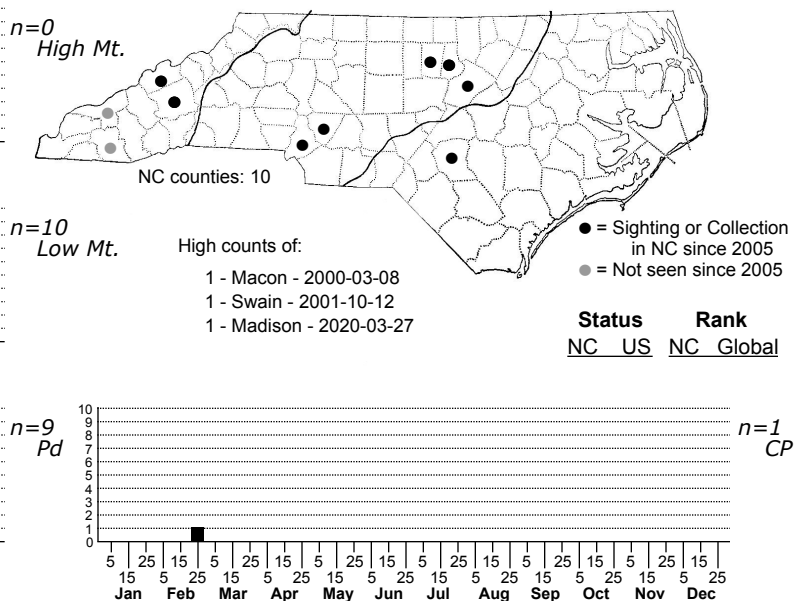 n=0
High Mt.
NC counties: 10
n=10
Low Mt.
High counts of:
1 - Macon - 2000-03-08
1 - Swain - 2001-10-12
1 - Madison - 2020-03-27
● = Sighting or Collection
in NC since 2005
● = Not seen since 2005
Status Rank
NC US NC Global
n=9
Pd
n=1
CP
10
9
8
7
6
5
4
3
2
1
0
5 25 15 5 25 15 5 25 15 5 25 15 5 25 15 5 25 15
15 5 25 15 5 25 15 5 25 15 5 25 15 5 25 15 5 25
Jan Feb Mar Apr May Jun Jul Aug Sep Oct Nov Dec